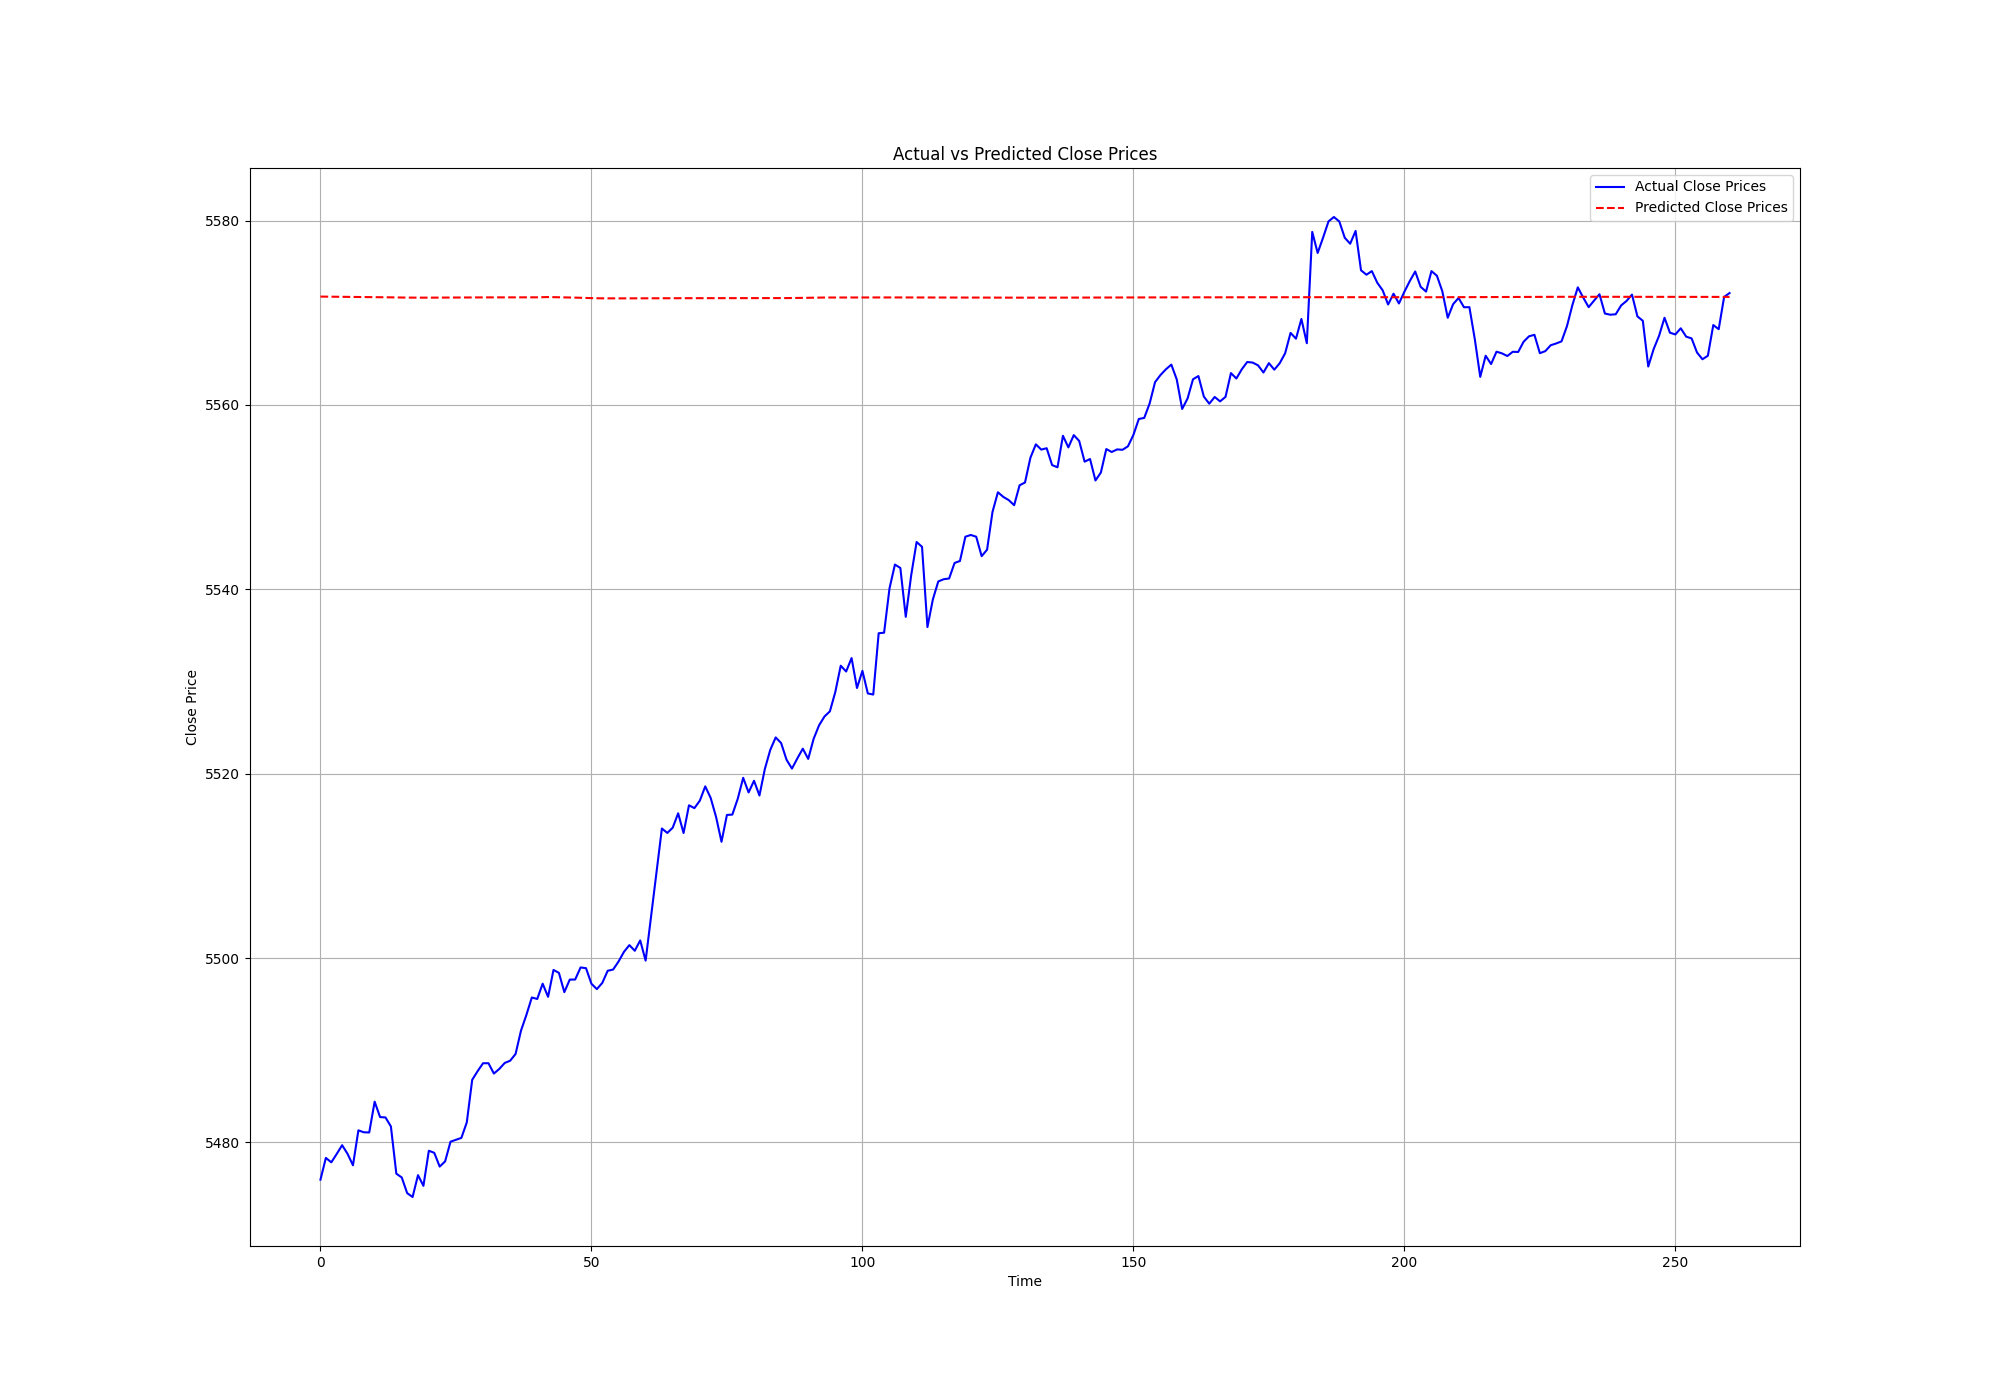 Actual vs Predicted Close Prices
Actual Close Prices
Predicted Close Prices
5580
5560
5540
5520
5500
5480
Close Price
0 50 100 150 200 250
Time